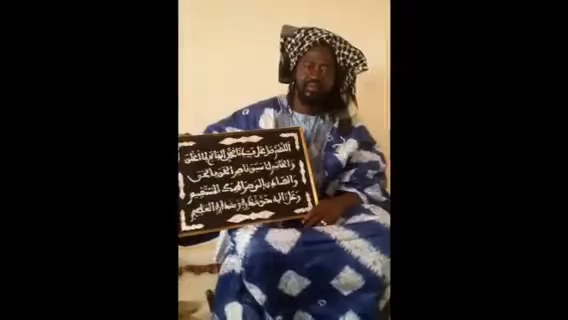 اللهم صل على سيدنا محمد الفاتح لما أغلق
والخاتم لما سبق ناصر الحق بالحق
والهادي إلى صراطك المستقيم
وعلى آله حق قدره ومقداره العظيم